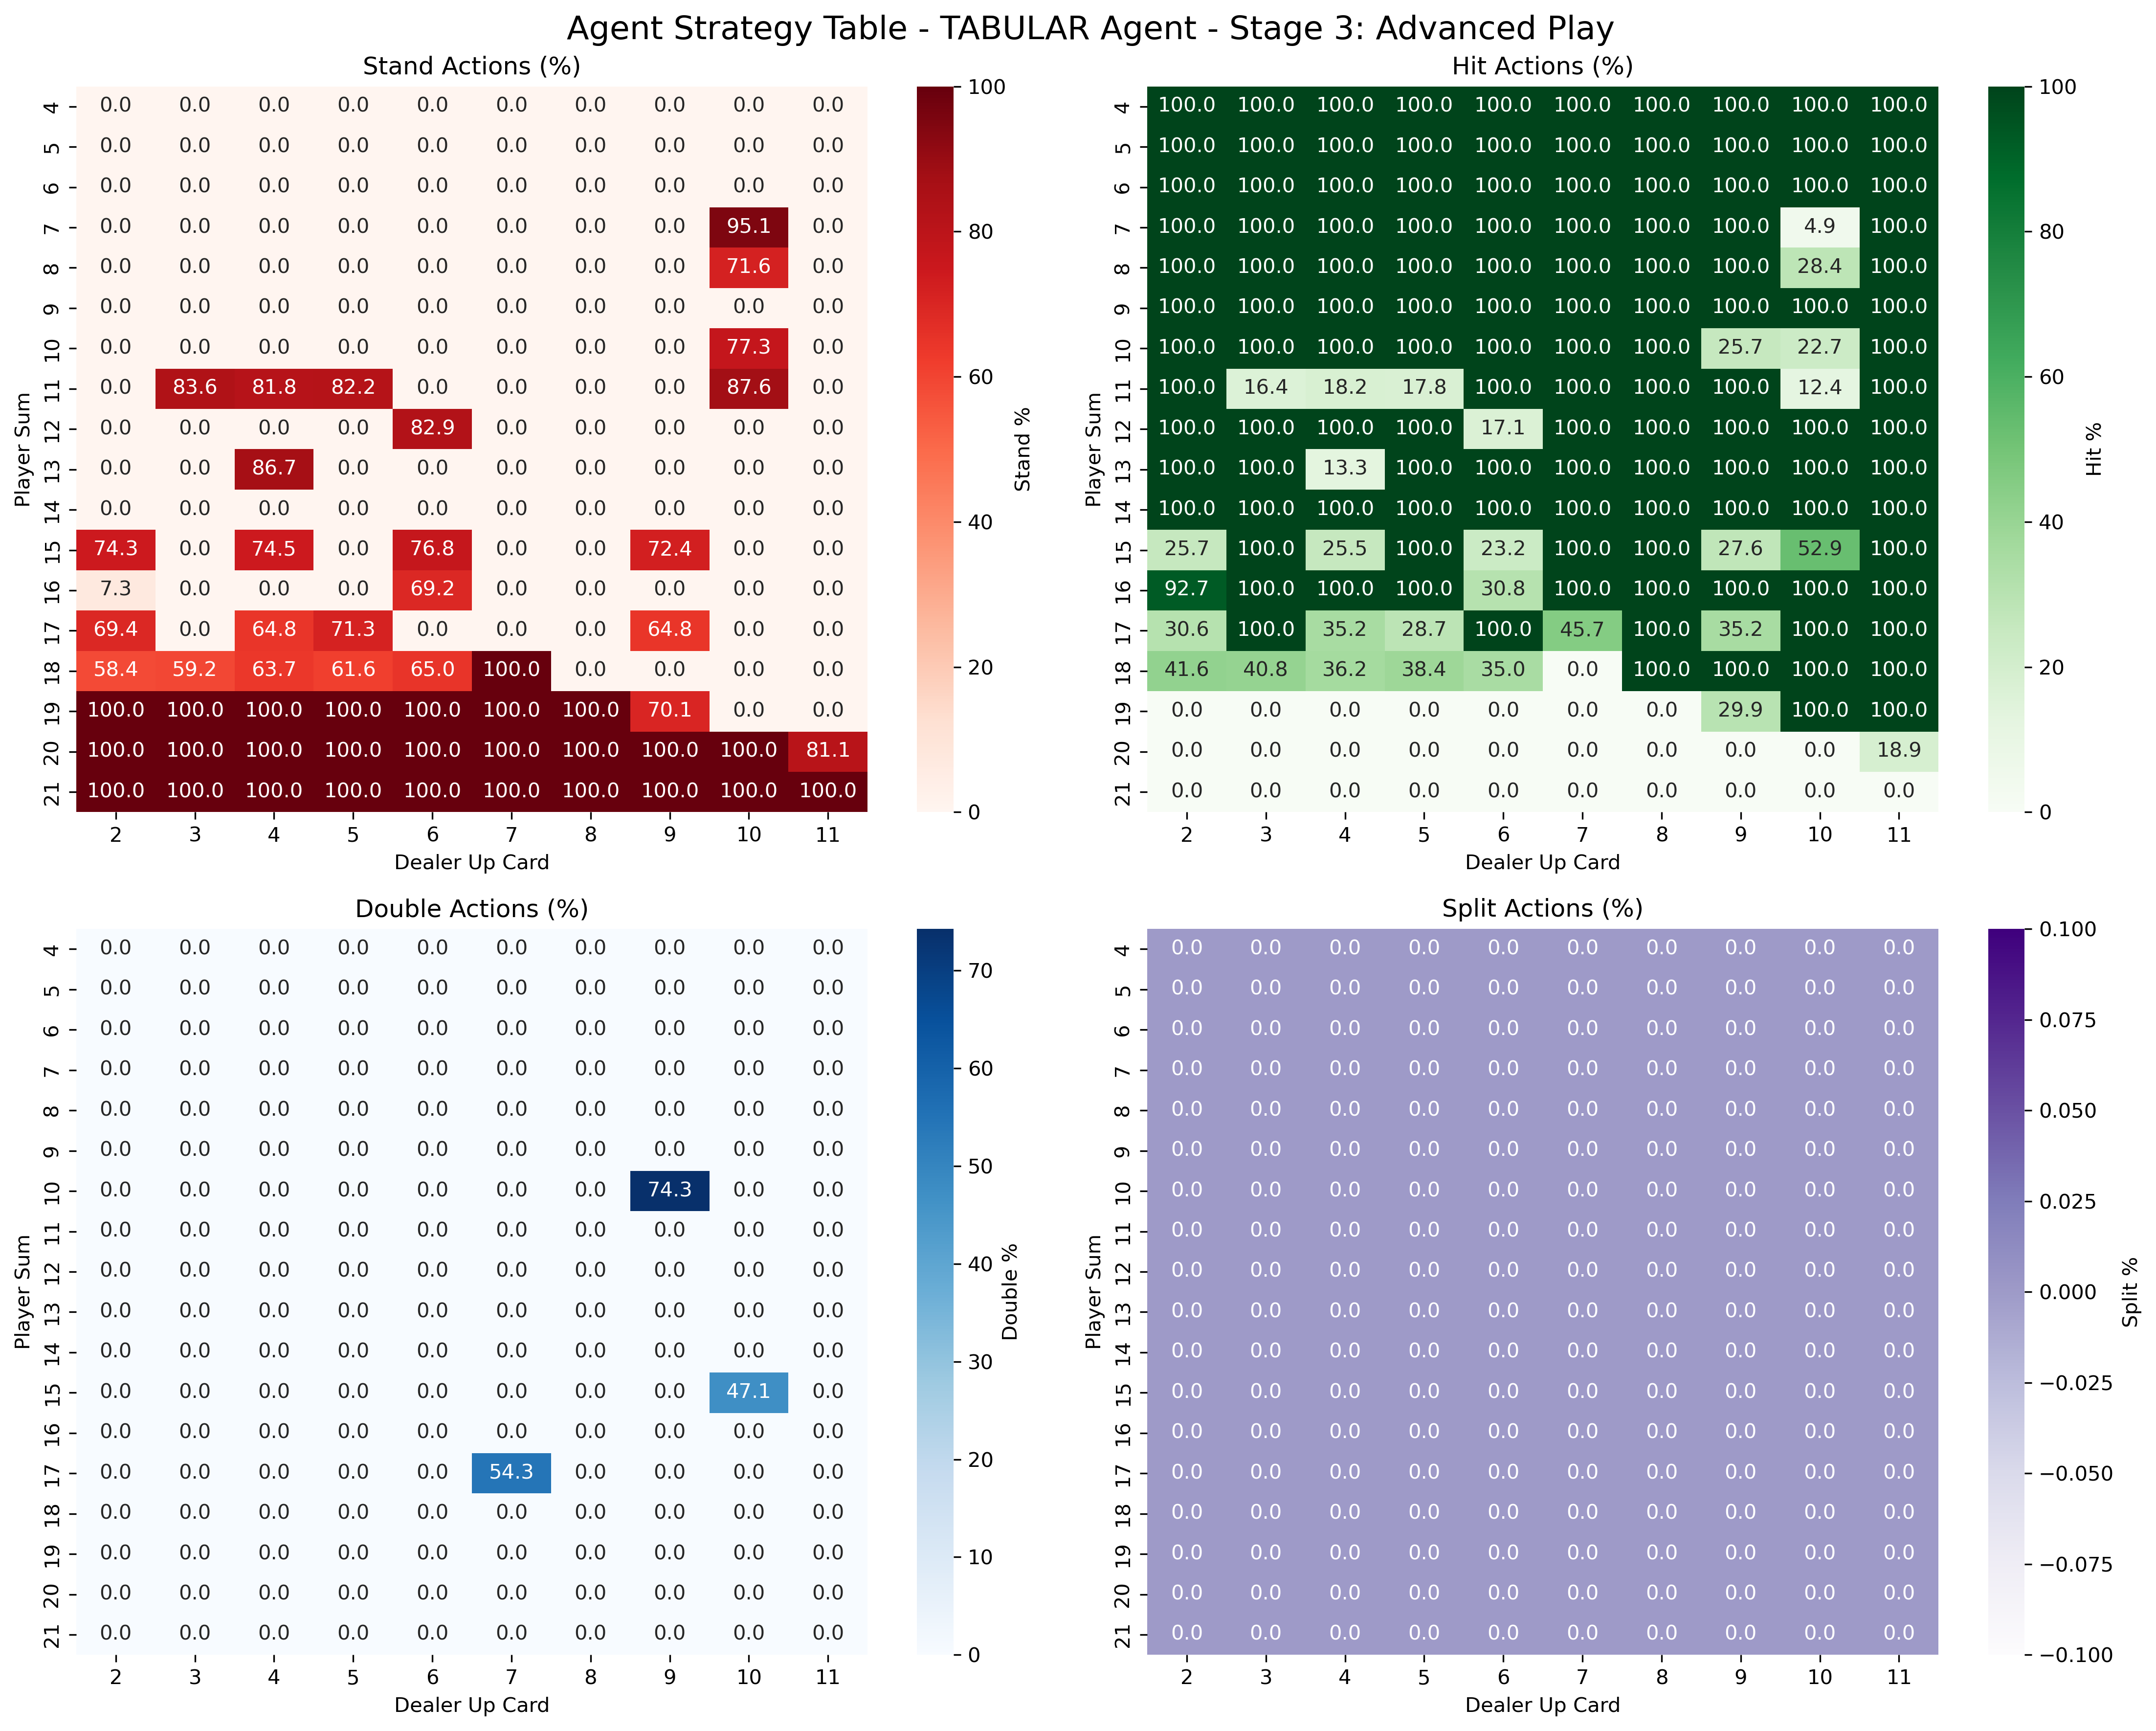 Agent Strategy Table - TABULAR Agent - Stage 3: Advanced Play
Stand Actions (%)
4 0.0 0.0 0.0 0.0 0.0 0.0 0.0 0.0 0.0 0.0
5 0.0 0.0 0.0 0.0 0.0 0.0 0.0 0.0 0.0 0.0
6 0.0 0.0 0.0 0.0 0.0 0.0 0.0 0.0 0.0 0.0
7 0.0 0.0 0.0 0.0 0.0 0.0 0.0 0.0 95.1 0.0
8 0.0 0.0 0.0 0.0 0.0 0.0 0.0 0.0 71.6 0.0
9 0.0 0.0 0.0 0.0 0.0 0.0 0.0 0.0 0.0 0.0
10 0.0 0.0 0.0 0.0 0.0 0.0 0.0 0.0 77.3 0.0
11 0.0 83.6 81.8 82.2 0.0 0.0 0.0 0.0 87.6 0.0
12 0.0 0.0 0.0 0.0 82.9 0.0 0.0 0.0 0.0 0.0
13 0.0 0.0 86.7 0.0 0.0 0.0 0.0 0.0 0.0 0.0
14 0.0 0.0 0.0 0.0 0.0 0.0 0.0 0.0 0.0 0.0
15 74.3 0.0 74.5 0.0 76.8 0.0 0.0 72.4 0.0 0.0
16 7.3 0.0 0.0 0.0 69.2 0.0 0.0 0.0 0.0 0.0
17 69.4 0.0 64.8 71.3 0.0 0.0 0.0 64.8 0.0 0.0
18 58.4 59.2 63.7 61.6 65.0 100.0 0.0 0.0 0.0 0.0
19 100.0 100.0 100.0 100.0 100.0 100.0 100.0 70.1 0.0 0.0
20 100.0 100.0 100.0 100.0 100.0 100.0 100.0 100.0 100.0 81.1
21 100.0 100.0 100.0 100.0 100.0 100.0 100.0 100.0 100.0 100.0
2 3 4 5 6 7 8 9 10 11
Dealer Up Card
Player Sum
100
80
60
40
20
0
Stand %
Hit Actions (%)
4 100.0 100.0 100.0 100.0 100.0 100.0 100.0 100.0 100.0 100.0
5 100.0 100.0 100.0 100.0 100.0 100.0 100.0 100.0 100.0 100.0
6 100.0 100.0 100.0 100.0 100.0 100.0 100.0 100.0 100.0 100.0
7 100.0 100.0 100.0 100.0 100.0 100.0 100.0 100.0 4.9 100.0
8 100.0 100.0 100.0 100.0 100.0 100.0 100.0 100.0 28.4 100.0
9 100.0 100.0 100.0 100.0 100.0 100.0 100.0 100.0 100.0 100.0
10 100.0 100.0 100.0 100.0 100.0 100.0 100.0 25.7 22.7 100.0
11 100.0 16.4 18.2 17.8 100.0 100.0 100.0 100.0 12.4 100.0
12 100.0 100.0 100.0 100.0 17.1 100.0 100.0 100.0 100.0 100.0
13 100.0 100.0 13.3 100.0 100.0 100.0 100.0 100.0 100.0 100.0
14 100.0 100.0 100.0 100.0 100.0 100.0 100.0 100.0 100.0 100.0
15 25.7 100.0 25.5 100.0 23.2 100.0 100.0 27.6 52.9 100.0
16 92.7 100.0 100.0 100.0 30.8 100.0 100.0 100.0 100.0 100.0
17 30.6 100.0 35.2 28.7 100.0 45.7 100.0 35.2 100.0 100.0
18 41.6 40.8 36.2 38.4 35.0 0.0 100.0 100.0 100.0 100.0
19 0.0 0.0 0.0 0.0 0.0 0.0 0.0 29.9 100.0 100.0
20 0.0 0.0 0.0 0.0 0.0 0.0 0.0 0.0 0.0 18.9
21 0.0 0.0 0.0 0.0 0.0 0.0 0.0 0.0 0.0 0.0
2 3 4 5 6 7 8 9 10 11
Dealer Up Card
Player Sum
100
80
60
40
20
0
Hit %
Double Actions (%)
4 0.0 0.0 0.0 0.0 0.0 0.0 0.0 0.0 0.0 0.0
5 0.0 0.0 0.0 0.0 0.0 0.0 0.0 0.0 0.0 0.0
6 0.0 0.0 0.0 0.0 0.0 0.0 0.0 0.0 0.0 0.0
7 0.0 0.0 0.0 0.0 0.0 0.0 0.0 0.0 0.0 0.0
8 0.0 0.0 0.0 0.0 0.0 0.0 0.0 0.0 0.0 0.0
9 0.0 0.0 0.0 0.0 0.0 0.0 0.0 0.0 0.0 0.0
10 0.0 0.0 0.0 0.0 0.0 0.0 0.0 74.3 0.0 0.0
11 0.0 0.0 0.0 0.0 0.0 0.0 0.0 0.0 0.0 0.0
12 0.0 0.0 0.0 0.0 0.0 0.0 0.0 0.0 0.0 0.0
13 0.0 0.0 0.0 0.0 0.0 0.0 0.0 0.0 0.0 0.0
14 0.0 0.0 0.0 0.0 0.0 0.0 0.0 0.0 0.0 0.0
15 0.0 0.0 0.0 0.0 0.0 0.0 0.0 0.0 47.1 0.0
16 0.0 0.0 0.0 0.0 0.0 0.0 0.0 0.0 0.0 0.0
17 0.0 0.0 0.0 0.0 0.0 54.3 0.0 0.0 0.0 0.0
18 0.0 0.0 0.0 0.0 0.0 0.0 0.0 0.0 0.0 0.0
19 0.0 0.0 0.0 0.0 0.0 0.0 0.0 0.0 0.0 0.0
20 0.0 0.0 0.0 0.0 0.0 0.0 0.0 0.0 0.0 0.0
21 0.0 0.0 0.0 0.0 0.0 0.0 0.0 0.0 0.0 0.0
2 3 4 5 6 7 8 9 10 11
Dealer Up Card
Player Sum
70
60
50
40
30
20
10
0
Double %
Split Actions (%)
4 0.0 0.0 0.0 0.0 0.0 0.0 0.0 0.0 0.0 0.0
5 0.0 0.0 0.0 0.0 0.0 0.0 0.0 0.0 0.0 0.0
6 0.0 0.0 0.0 0.0 0.0 0.0 0.0 0.0 0.0 0.0
7 0.0 0.0 0.0 0.0 0.0 0.0 0.0 0.0 0.0 0.0
8 0.0 0.0 0.0 0.0 0.0 0.0 0.0 0.0 0.0 0.0
9 0.0 0.0 0.0 0.0 0.0 0.0 0.0 0.0 0.0 0.0
10 0.0 0.0 0.0 0.0 0.0 0.0 0.0 0.0 0.0 0.0
11 0.0 0.0 0.0 0.0 0.0 0.0 0.0 0.0 0.0 0.0
12 0.0 0.0 0.0 0.0 0.0 0.0 0.0 0.0 0.0 0.0
13 0.0 0.0 0.0 0.0 0.0 0.0 0.0 0.0 0.0 0.0
14 0.0 0.0 0.0 0.0 0.0 0.0 0.0 0.0 0.0 0.0
15 0.0 0.0 0.0 0.0 0.0 0.0 0.0 0.0 0.0 0.0
16 0.0 0.0 0.0 0.0 0.0 0.0 0.0 0.0 0.0 0.0
17 0.0 0.0 0.0 0.0 0.0 0.0 0.0 0.0 0.0 0.0
18 0.0 0.0 0.0 0.0 0.0 0.0 0.0 0.0 0.0 0.0
19 0.0 0.0 0.0 0.0 0.0 0.0 0.0 0.0 0.0 0.0
20 0.0 0.0 0.0 0.0 0.0 0.0 0.0 0.0 0.0 0.0
21 0.0 0.0 0.0 0.0 0.0 0.0 0.0 0.0 0.0 0.0
2 3 4 5 6 7 8 9 10 11
Dealer Up Card
Player Sum
0.100
0.075
0.050
0.025
0.000
−0.025
−0.050
−0.075
−0.100
Split %